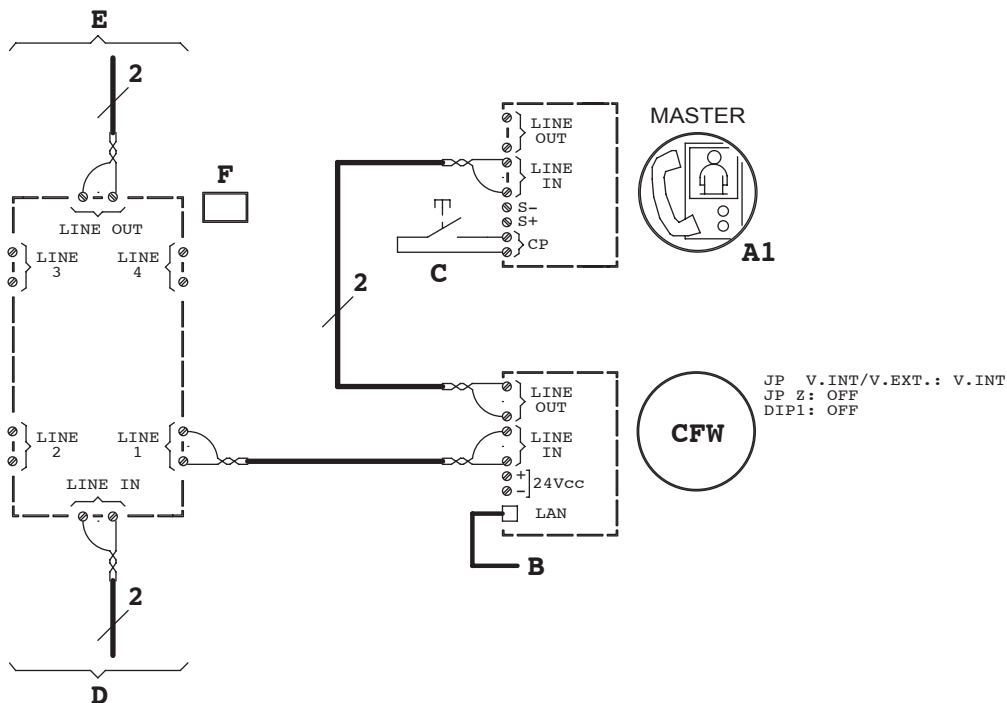 E
2
F
LINE OUT
LINE
3
LINE
4
LINE
2
LINE
1
LINE IN
2
D
2
C
LINE
OUT
LINE
IN
S-
S+
CP
MASTER
A1
LINE
OUT
LINE
IN
+
-
24Vcc
LAN
B
CFW
JP V.INT/V.EXT.: V.INT
JP Z: OFF
DIP1: OFF